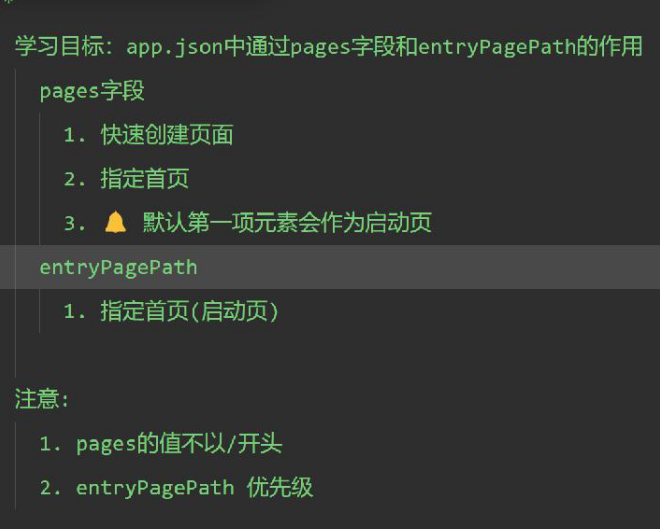 *
学习目标: app.json中通过pages字段和entryPagePath的作用
pages字段
1. 快速创建页面
2. 指定首页
3. 🔔 默认第一项元素会作为启动页
entryPagePath
1. 指定首页(启动页)
注意:
1. pages的值不以/开头
2. entryPagePath 优先级